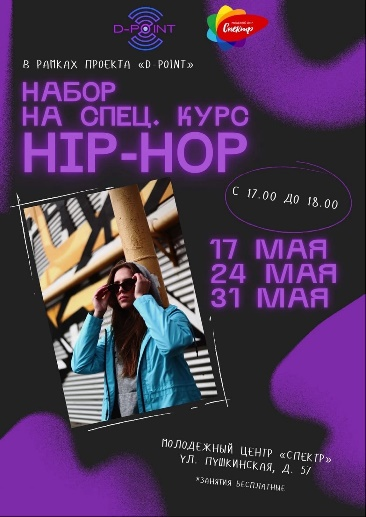 D-POINT
Спектр
В РАМКАХ ПРОЕКТА «D-POINT»
НАБОР
НА СПЕЦ. КУРС
HIP-HOP
С 17.00 ДО 18.00
17 МАЯ
24 МАЯ
31 МАЯ
МОЛОДЕЖНЫЙ ЦЕНТР «СПЕКТР»
УЛ. ПУШКИНСКАЯ, Д. 57
*ЗАНЯТИЯ БЕСПЛАТНЫЕ